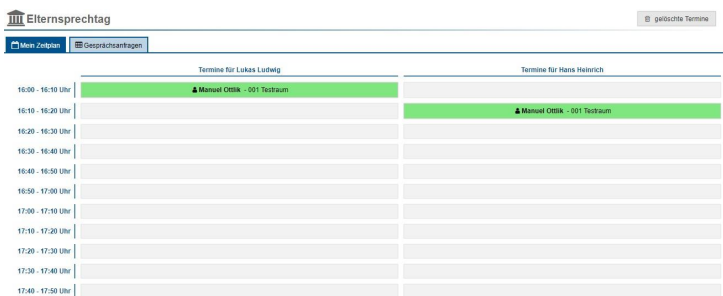 Elternsprechtag
gelöschte Termine
Mein Zeitplan Gesprächsanfragen
Termine für Lukas Ludwig Termine für Hans Heinrich
16:00 - 16:10 Uhr Manuel Ottlik - 001 Testraum
16:10 - 16:20 Uhr Manuel Ottlik - 001 Testraum
16:20 - 16:30 Uhr
16:30 - 16:40 Uhr
16:40 - 16:50 Uhr
16:50 - 17:00 Uhr
17:00 - 17:10 Uhr
17:10 - 17:20 Uhr
17:20 - 17:30 Uhr
17:30 - 17:40 Uhr
17:40 - 17:50 Uhr